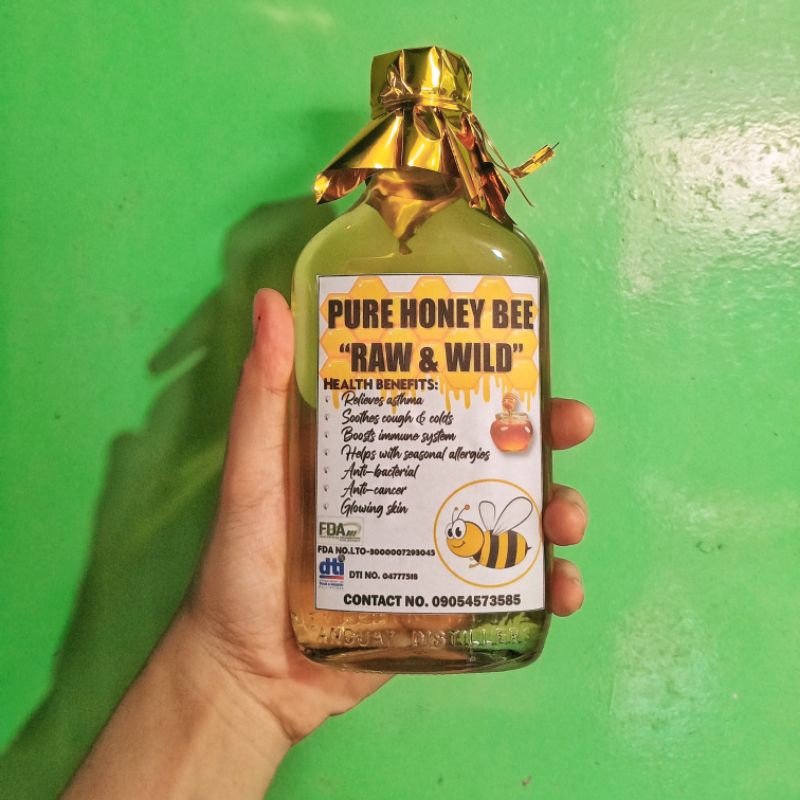 PURE HONEY BEE
“RAW & WILD”
HEALTH BENEFITS:
Relieves asthma
Soothes cough & colds
Boosts immune system
Helps with seasonal allergies
Anti-bacterial
Anti-cancer
Glowing skin
FDA
FDA NO.LTO-3000007293043
dti
DTI NO. 04777518
CONTACT NO. 09054573585
DISTILLER